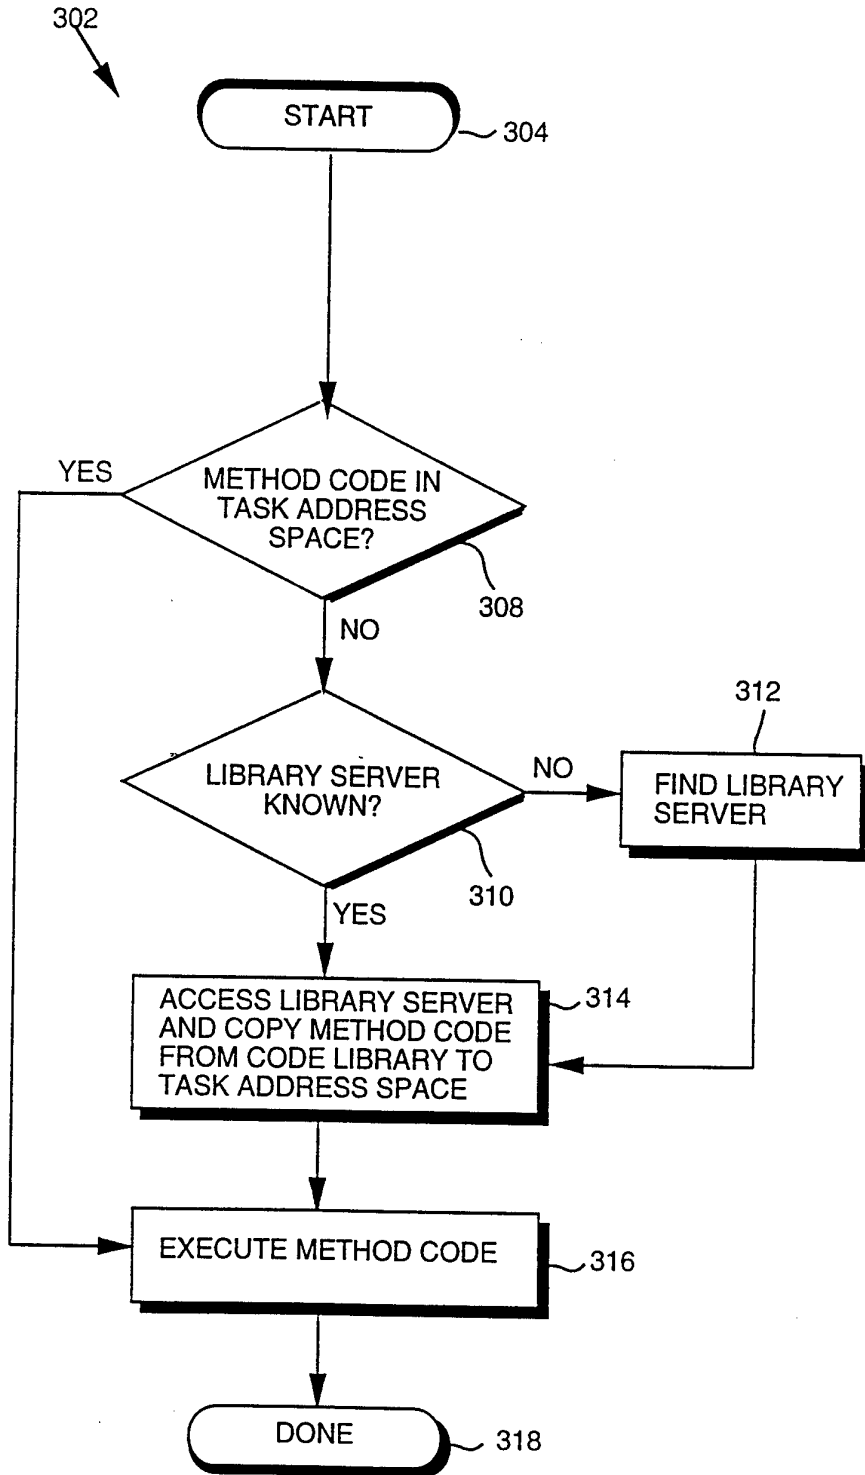 302
START
304
YES
METHOD CODE IN
TASK ADDRESS
SPACE?
308
NO
312
LIBRARY SERVER
KNOWN?
NO
FIND LIBRARY
SERVER
310
YES
ACCESS LIBRARY SERVER
AND COPY METHOD CODE
FROM CODE LIBRARY TO
TASK ADDRESS SPACE
314
EXECUTE METHOD CODE
316
DONE
318